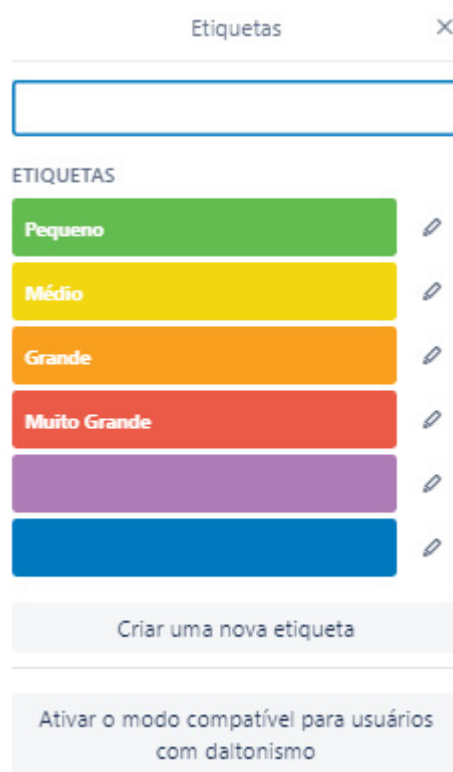 Etiquetas
ETIQUETAS
Pequeno
Médio
Grande
Muito Grande
Criar uma nova etiqueta
Ativar o modo compatível para usuários
com daltonismo